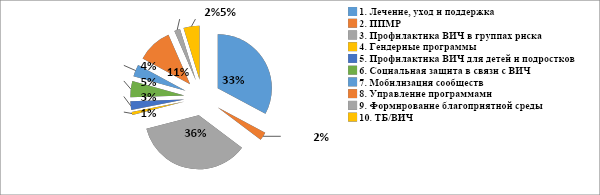 2%5%
33%
4%
11%
5%
3%
1%
36%
2%
1. Лечение, уход и поддержка
2. ППМР
3. Профилактика ВИЧ в группах риска
4. Гендерные программы
5. Профилактика ВИЧ для детей и подростков
6. Социальная защита в связи с ВИЧ
7. Мобилизация сообществ
8. Управление программами
9. Формирование благоприятной среды
10. ТБ/ВИЧ